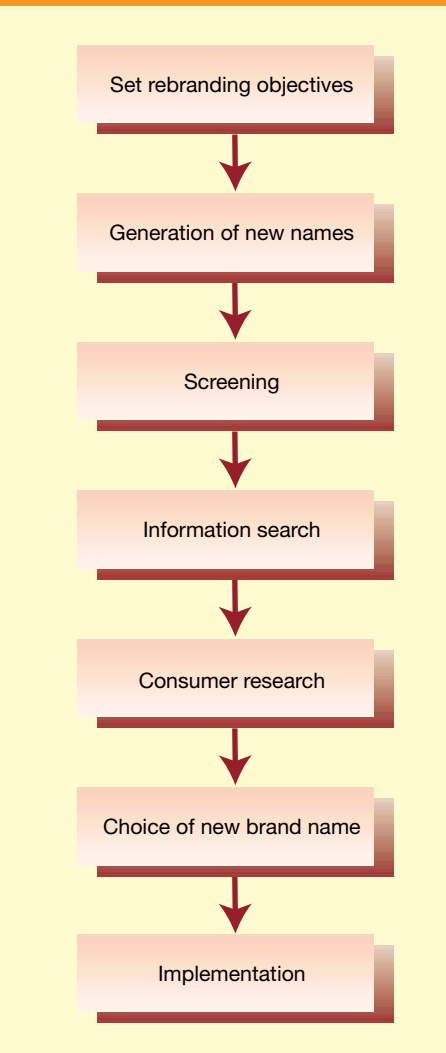 Set rebranding objectives
Generation of new names
Screening
Information search
Consumer research
Choice of new brand name
Implementation